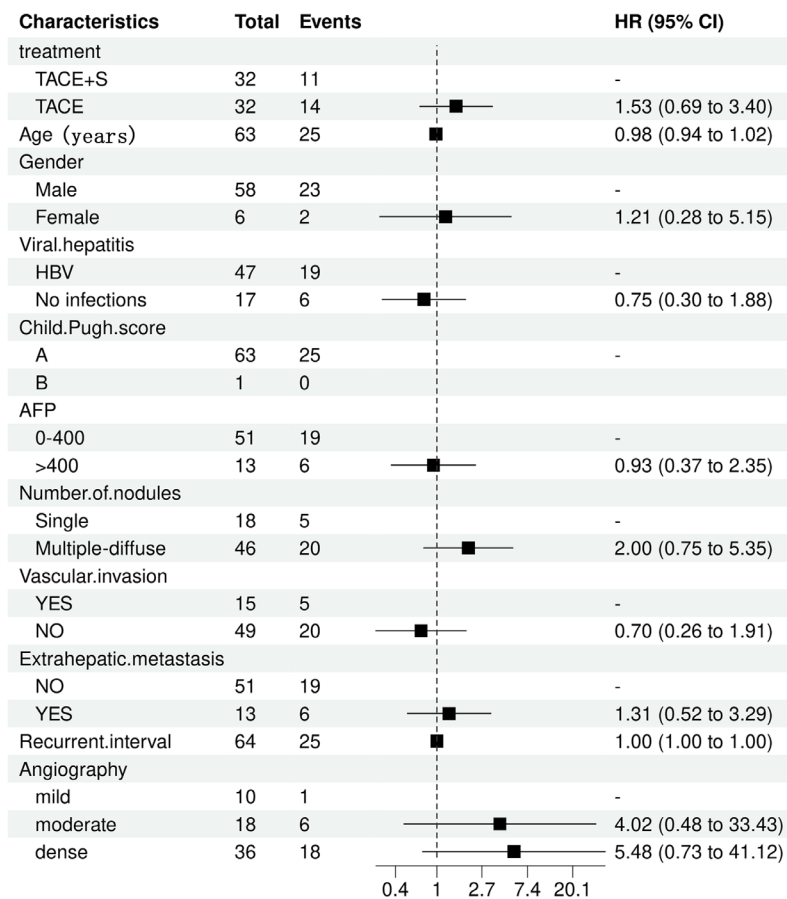 Characteristics Total Events HR (95% CI)
treatment
TACE+S 32 11 -
TACE 32 14 1.53 (0.69 to 3.40)
Age (years) 63 25 0.98 (0.94 to 1.02)
Gender
Male 58 23 -
Female 6 2 1.21 (0.28 to 5.15)
Viral.hepatitis
HBV 47 19 -
No infections 17 6 0.75 (0.30 to 1.88)
Child.Pugh.score
A 63 25 -
B 1 0
AFP
0-400 51 19 -
>400 13 6 0.93 (0.37 to 2.35)
Number.of.nodules
Single 18 5 -
Multiple-diffuse 46 20 2.00 (0.75 to 5.35)
Vascular.invasion
YES 15 5 -
NO 49 20 0.70 (0.26 to 1.91)
Extrahepatic.metastasis
NO 51 19 -
YES 13 6 1.31 (0.52 to 3.29)
Recurrent.interval 64 25 1.00 (1.00 to 1.00)
Angiography
mild 10 1 -
moderate 18 6 4.02 (0.48 to 33.43)
dense 36 18 5.48 (0.73 to 41.12)
0.4 1 2.7 7.4 20.1